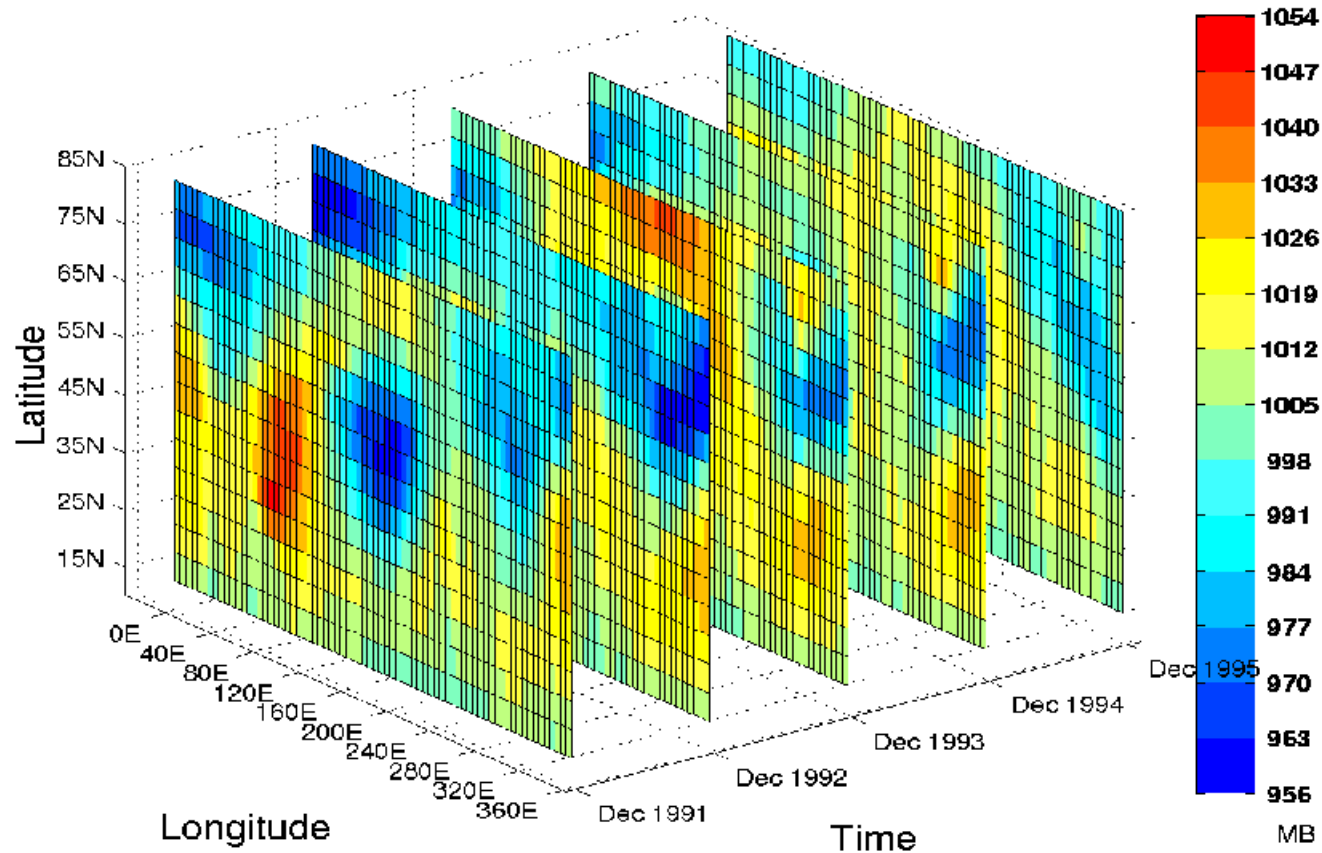 85N
75N
65N
55N
45N
35N
25N
15N
Latitude
0E
40E
80E
120E
160E
200E
240E
280E
320E
360E
Longitude
Dec 1991
Dec 1992
Dec 1993
Dec 1994
Dec 1995
Time
1054
1047
1040
1033
1026
1019
1012
1005
998
991
984
977
970
963
956
MB